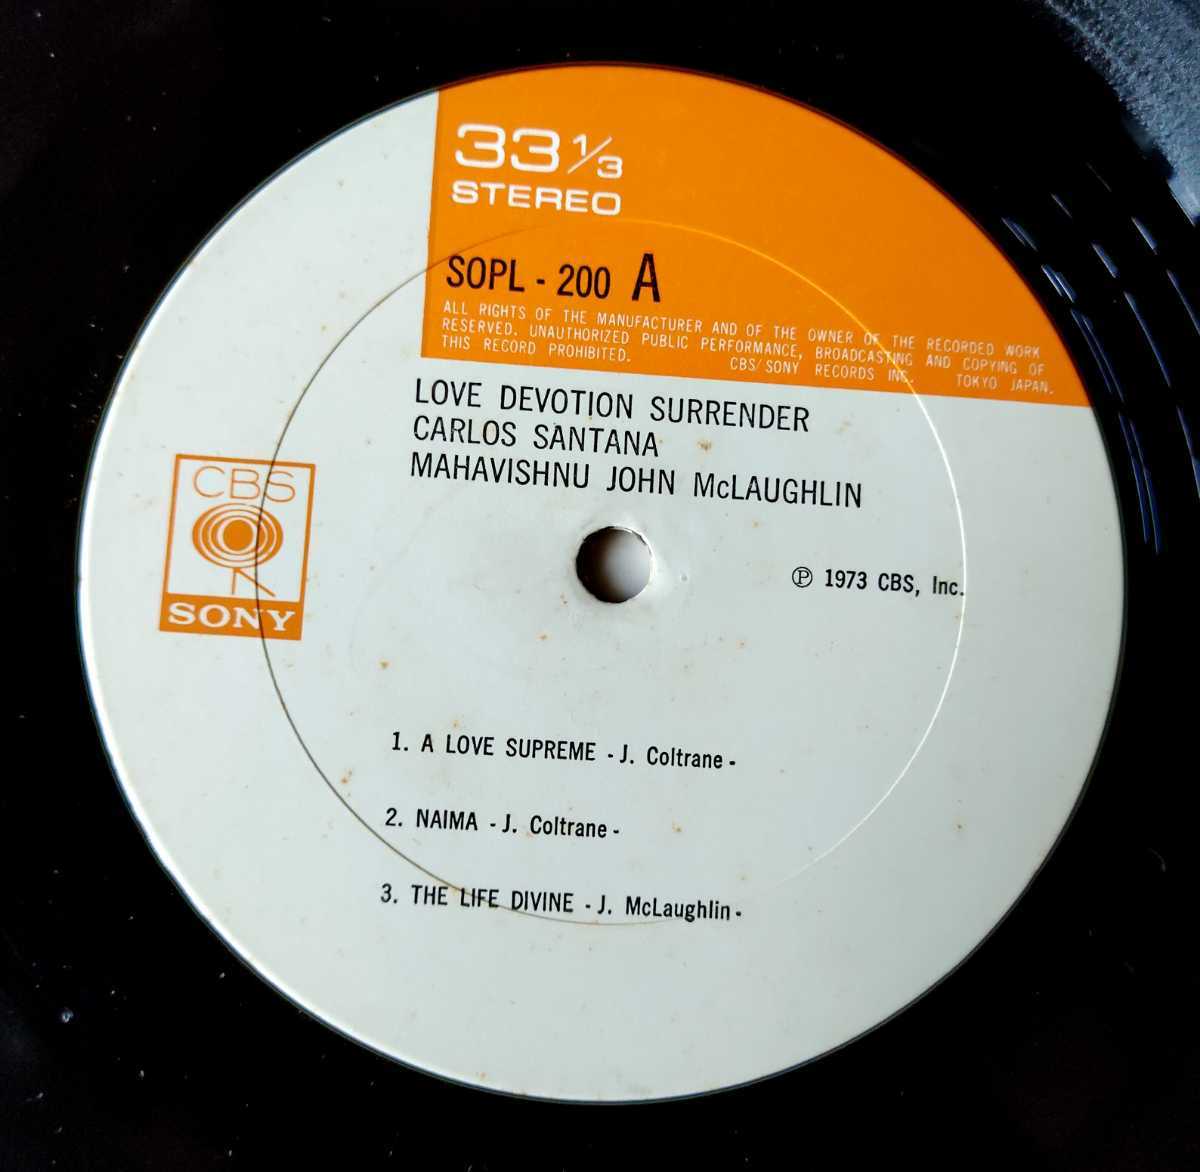 33 1/3
STEREO
SOPL - 200 A
ALL RIGHTS OF THE MANUFACTURER AND OF THE OWNER OF THE RECORDED WORK
RESERVED. UNAUTHORIZED PUBLIC PERFORMANCE, BROADCASTING AND COPYING OF
THIS RECORD PROHIBITED. CBS/SONY RECORDS INC. TOKYO JAPAN.
LOVE DEVOTION SURRENDER
CARLOS SANTANA
MAHAVISHNU JOHN McLAUGHLIN
CBS
SONY
℗ 1973 CBS, Inc.
1. A LOVE SUPREME - J. Coltrane -
2. NAIMA - J. Coltrane -
3. THE LIFE DIVINE - J. McLaughlin -